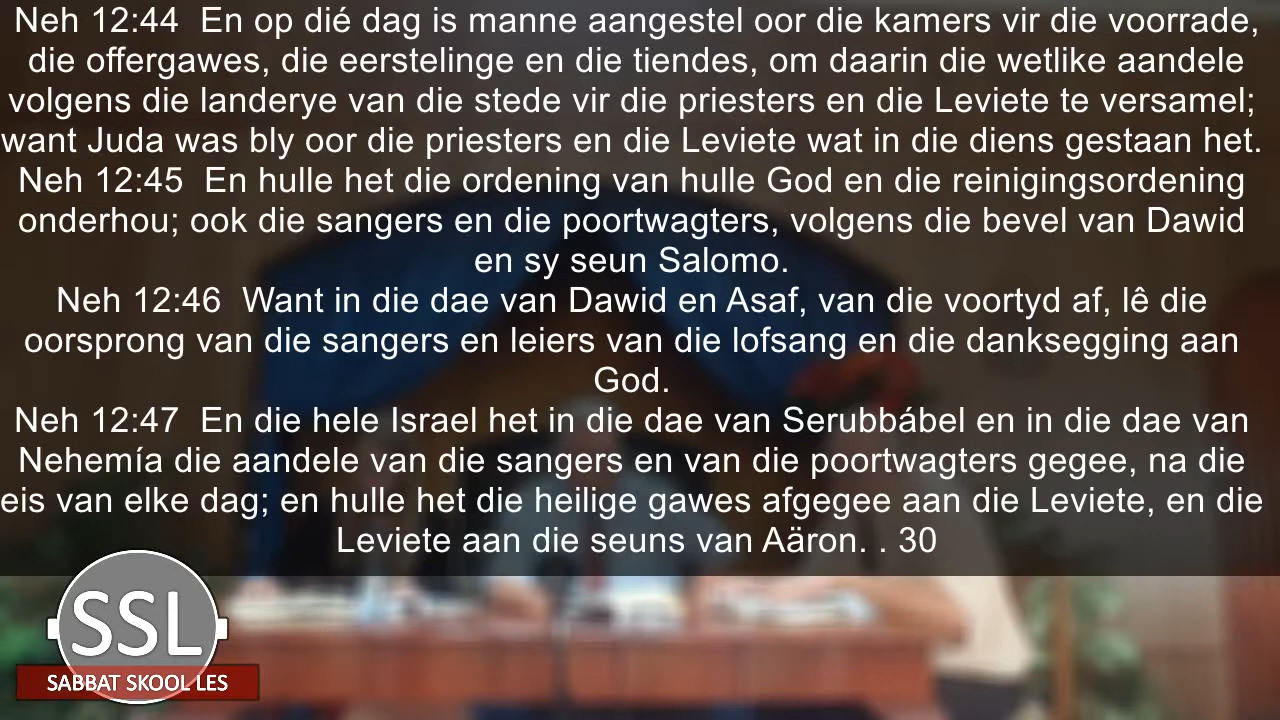 Neh 12:44  En op dié dag is manne aangestel oor die kamers vir die voorrade,
die offergawes, die eerstelinge en die tiendes, om daarin die wetlike aandele
volgens die landerye van die stede vir die priesters en die Leviete te versamel;
want Juda was bly oor die priesters en die Leviete wat in die diens gestaan het.
Neh 12:45  En hulle het die ordening van hulle God en die reinigingsordening
onderhou; ook die sangers en die poortwagters, volgens die bevel van Dawid
en sy seun Salomo.
Neh 12:46  Want in die dae van Dawid en Asaf, van die voortyd af, lê die
oorsprong van die sangers en leiers van die lofsang en die danksegging aan
God.
Neh 12:47  En die hele Israel het in die dae van Serubbábel en in die dae van
Nehemía die aandele van die sangers en van die poortwagters gegee, na die
eis van elke dag; en hulle het die heilige gawes afgegee aan die Leviete, en die
Leviete aan die seuns van Aäron. . 30
SSL
SABBAT SKOOL LES